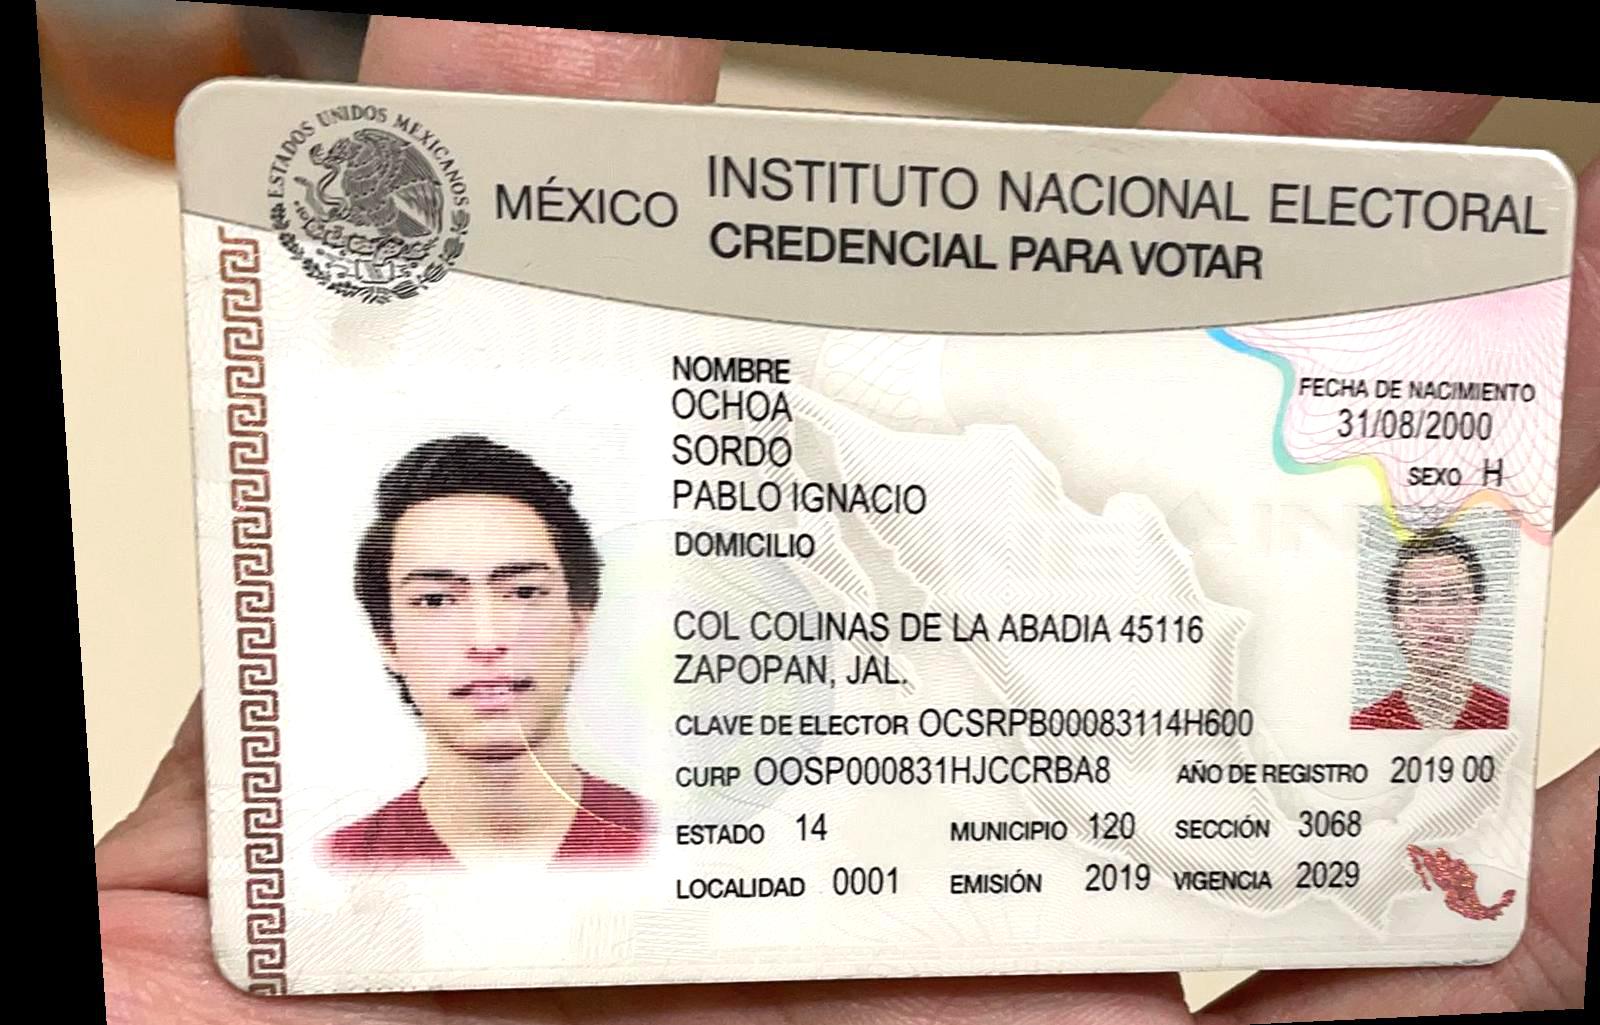 ESTADOS UNIDOS MEXICANOS
MÉXICO INSTITUTO NACIONAL ELECTORAL
CREDENCIAL PARA VOTAR
NOMBRE
OCHOA
SORDO
PABLO IGNACIO
FECHA DE NACIMIENTO
31/08/2000
SEXO H
DOMICILIO
COL COLINAS DE LA ABADIA 45116
ZAPOPAN, JAL.
CLAVE DE ELECTOR OCSRPB00083114H600
CURP OOSP000831HJCCRBA8 AÑO DE REGISTRO 2019 00
ESTADO 14 MUNICIPIO 120 SECCIÓN 3068
LOCALIDAD 0001 EMISIÓN 2019 VIGENCIA 2029